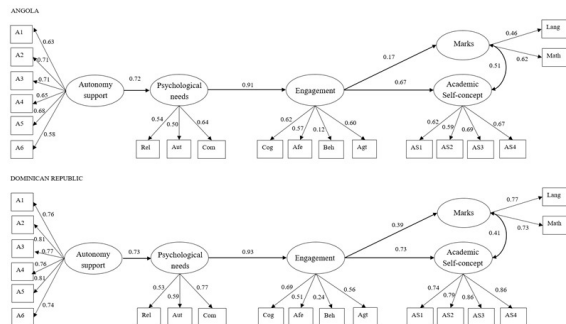 ANGOLA
A1
A2
A3
A4
A5
A6
0.63
0.71
0.71
0.65
0.68
0.58
Autonomy
support
0.72
Psychological
needs
0.54
0.50
0.64
Rel
Aut
Com
0.91
Engagement
0.62
0.57
0.12
0.60
Cog
Afe
Beh
Agt
0.17
0.67
Marks
0.46
0.62
Lang
Math
0.51
Academic
Self-concept
0.62
0.59
0.69
0.67
AS1
AS2
AS3
AS4
DOMINICAN REPUBLIC
A1
A2
A3
A4
A5
A6
0.76
0.81
0.77
0.76
0.81
0.74
Autonomy
support
0.73
Psychological
needs
0.53
0.59
0.77
Rel
Aut
Com
0.93
Engagement
0.69
0.51
0.24
0.56
Cog
Afe
Beh
Agt
0.39
0.73
Marks
0.77
0.73
Lang
Math
0.41
Academic
Self-concept
0.74
0.79
0.86
0.86
AS1
AS2
AS3
AS4